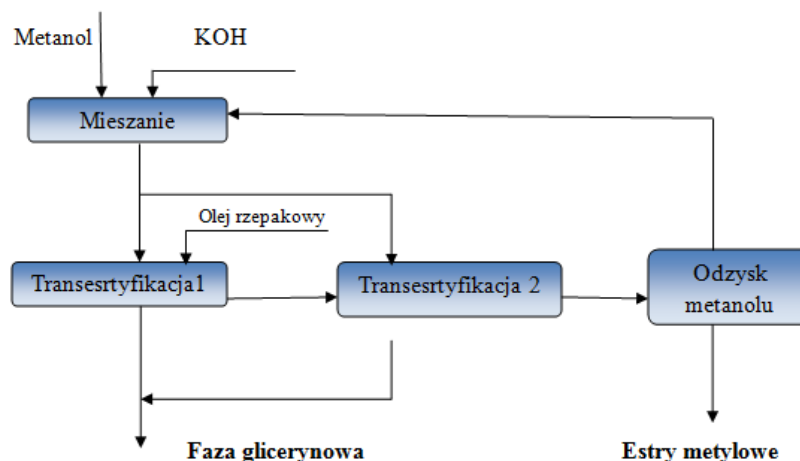 Metanol
KOH
Mieszanie
Olej rzepakowy
Transesrtyfikacja1
Transesrtyfikacja 2
Odzysk
metanolu
Faza glicerynowa
Estry metylowe